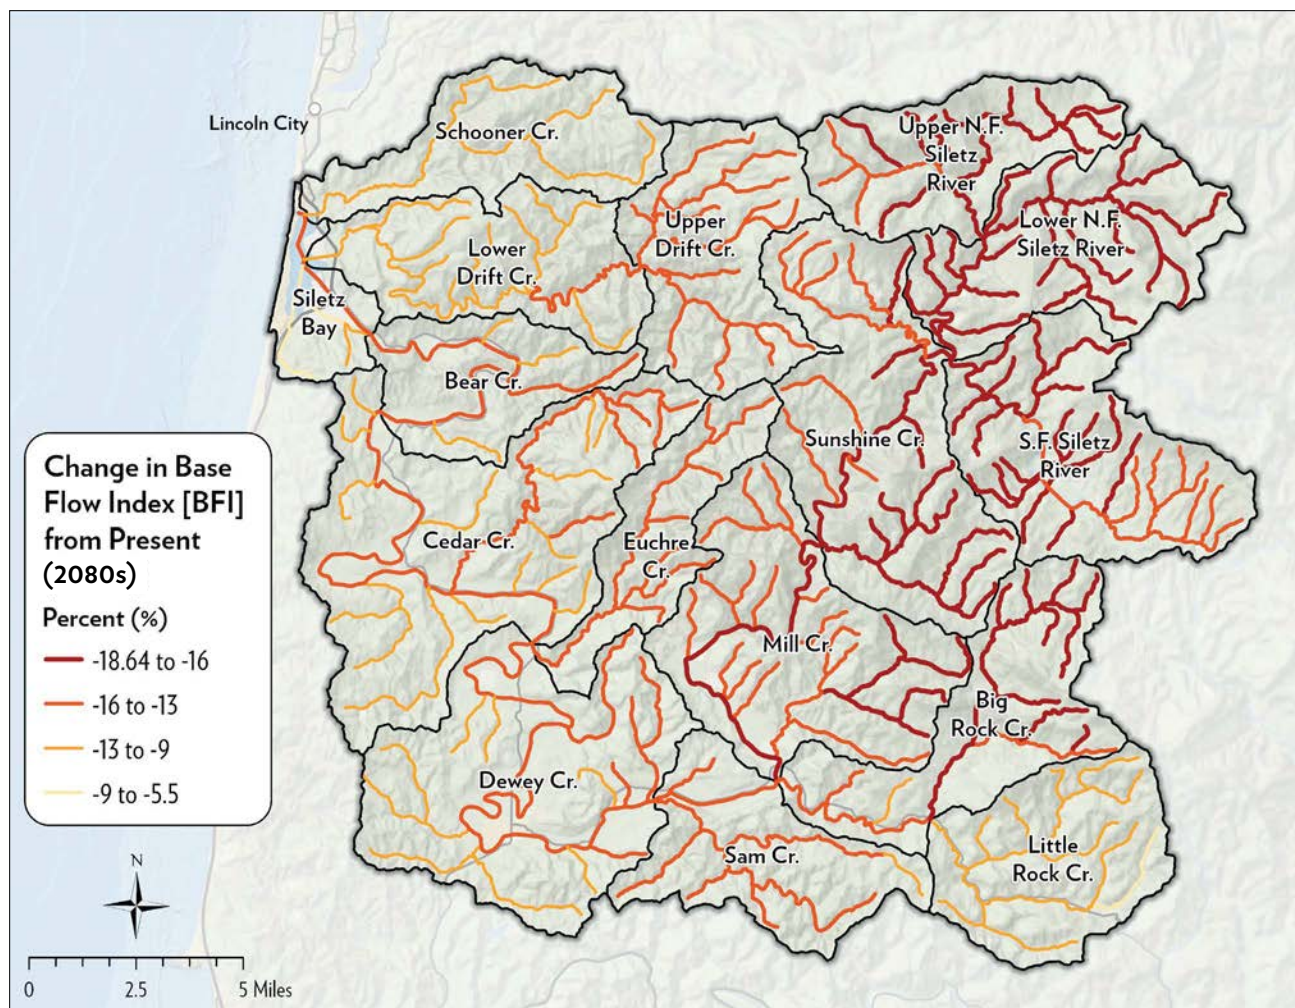 Lincoln City
Schooner Cr.
Upper N.F.
Siletz
River
Lower N.F.
Siletz River
Upper
Drift Cr.
Lower
Drift Cr.
Siletz
Bay
Bear Cr.
Sunshine Cr.
S.F. Siletz
River
Cedar Cr.
Euchre
Cr.
Mill Cr.
Big
Rock Cr.
Dewey Cr.
Sam Cr.
Little
Rock Cr.
Change in Base
Flow Index [BFI]
from Present
(2080s)
Percent (%)
-18.64 to -16
-16 to -13
-13 to -9
-9 to -5.5
N
0 2.5 5 Miles